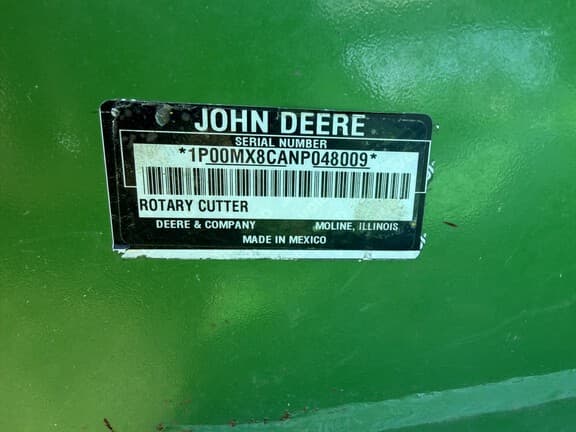 JOHN DEERE
SERIAL NUMBER
*1P00MX8CANP048009*
ROTARY CUTTER
DEERE & COMPANY MOLINE, ILLINOIS
MADE IN MEXICO